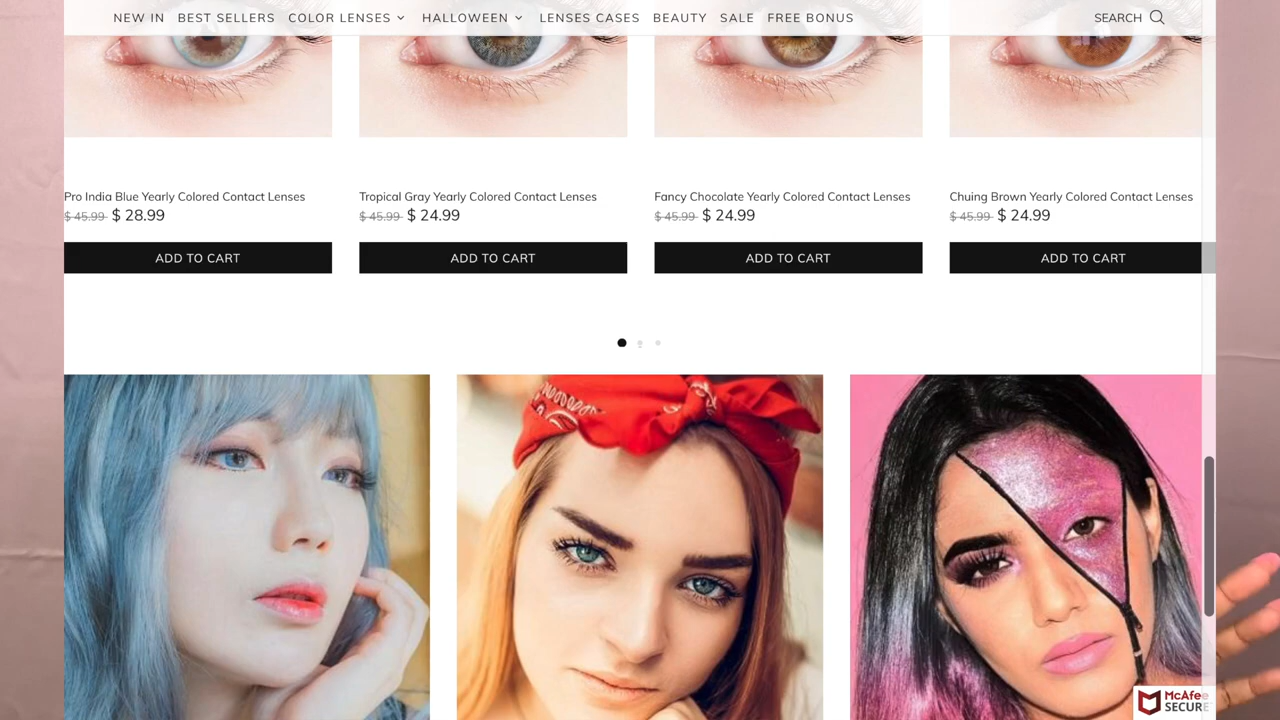 NEW IN BEST SELLERS COLOR LENSES HALLOWEEN LENSES CASES BEAUTY SALE FREE BONUS SEARCH
Pro India Blue Yearly Colored Contact Lenses
$ 45.99 $ 28.99
ADD TO CART
Tropical Gray Yearly Colored Contact Lenses
$ 45.99 $ 24.99
ADD TO CART
Fancy Chocolate Yearly Colored Contact Lenses
$ 45.99 $ 24.99
ADD TO CART
Chuing Brown Yearly Colored Contact Lenses
$ 45.99 $ 24.99
ADD TO CART
McAfee
SECURE